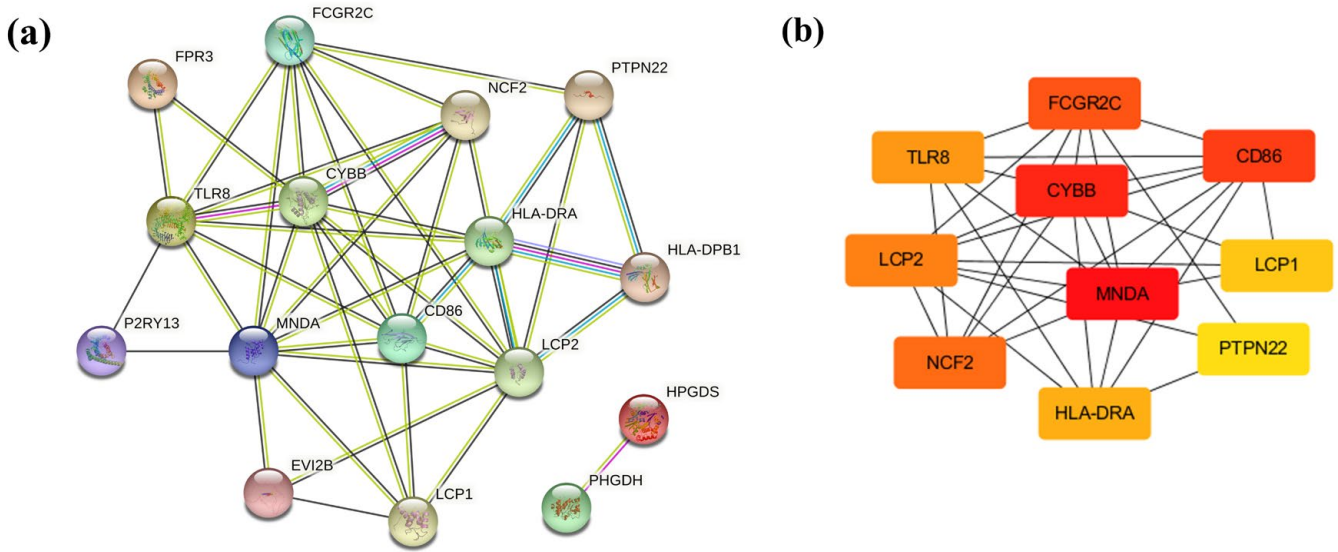 (a)
FCGR2C
FPR3
PTPN22
NCF2
CYBB
TLR8
HLA-DRA
HLA-DPB1
P2RY13
MNDA
CD86
LCP2
HPGDS
EVI2B
PHGDH
LCP1
(b)
FCGR2C
TLR8
CD86
CYBB
LCP2
LCP1
MNDA
NCF2
PTPN22
HLA-DRA